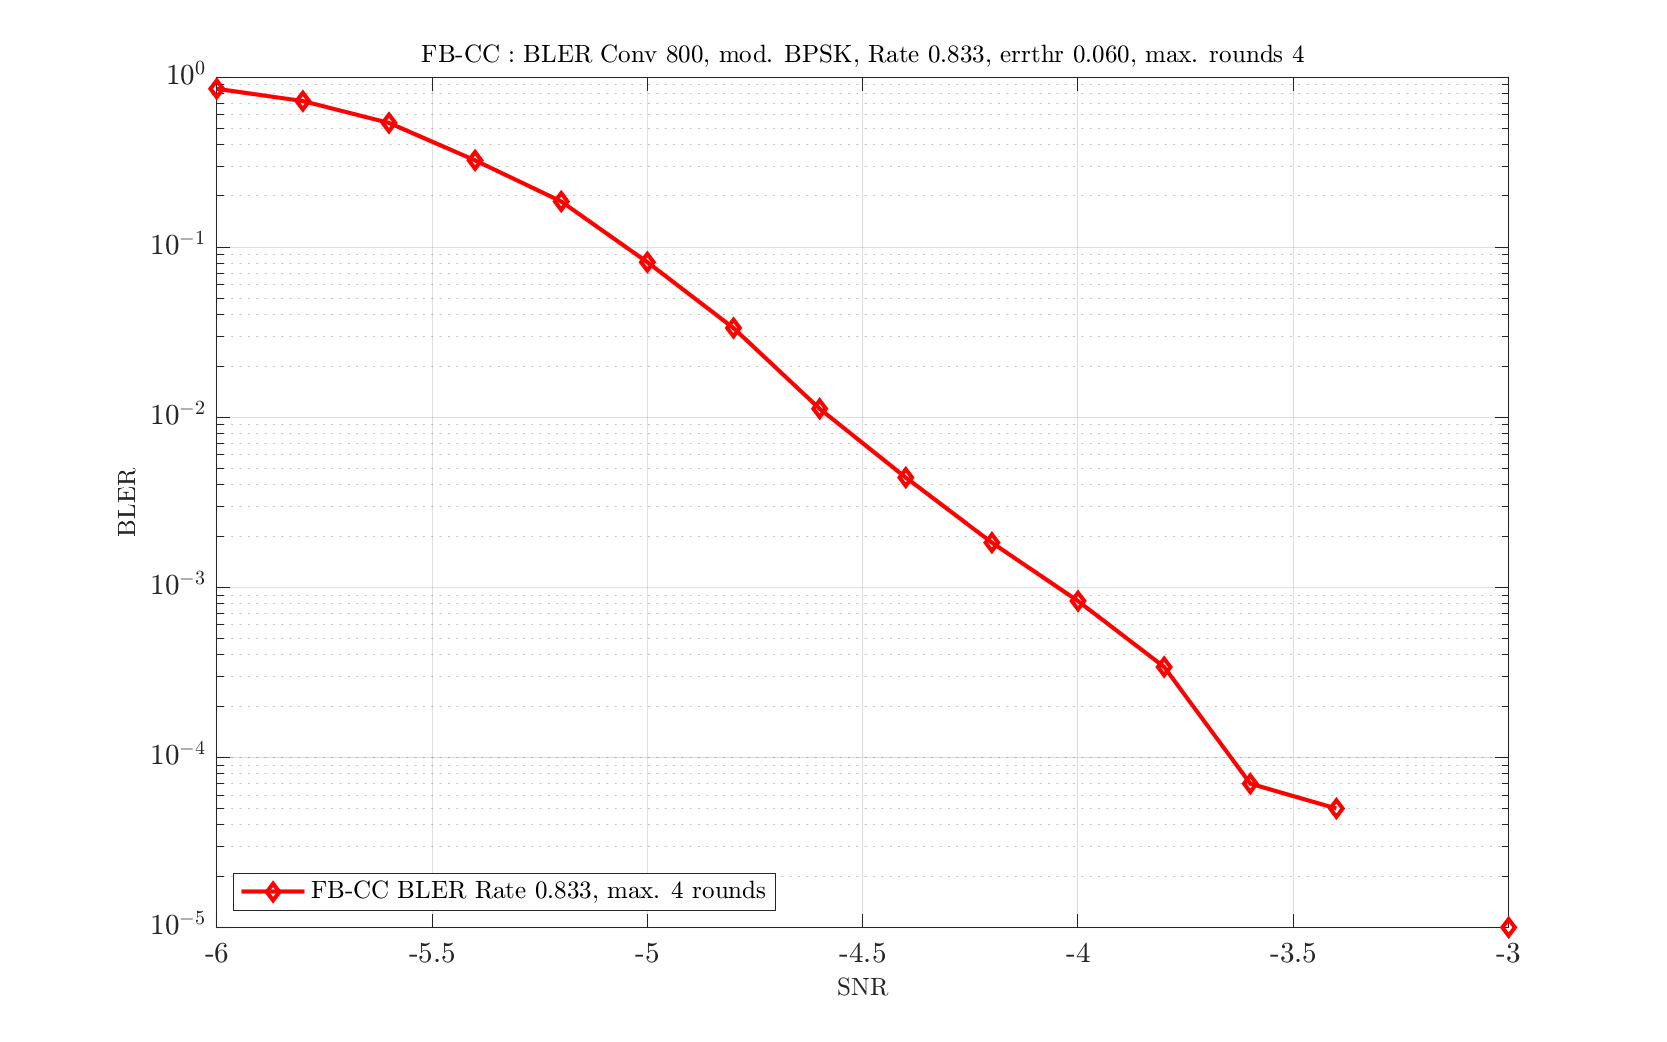 FB-CC : BLER Conv 800, mod. BPSK, Rate 0.833, errthr 0.060, max. rounds 4
10^0
10^-1
10^-2
10^-3
10^-4
10^-5
BLER
FB-CC BLER Rate 0.833, max. 4 rounds
-6 -5.5 -5 -4.5 -4 -3.5 -3
SNR